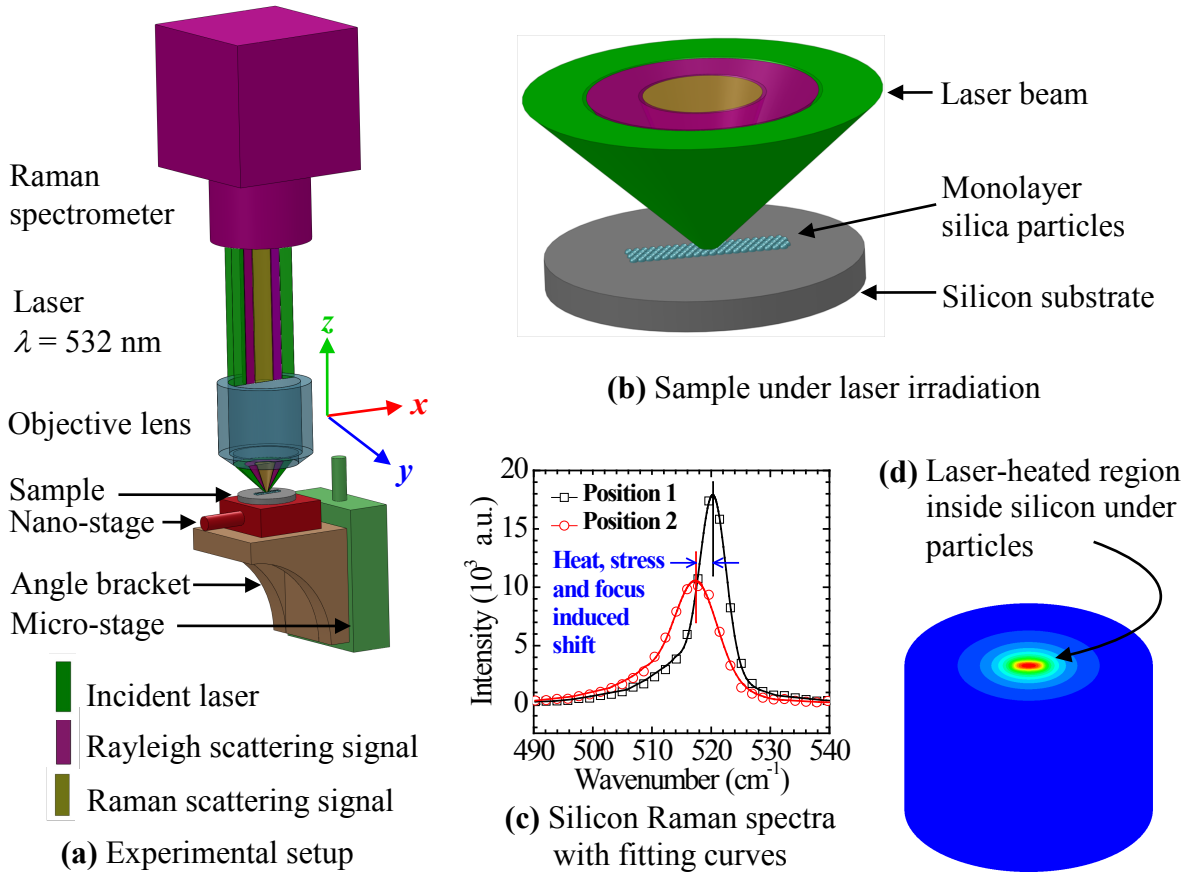 Raman
spectrometer
Laser
λ = 532 nm
Objective lens
Sample
Nano-stage
Angle bracket
Micro-stage
z
x
y
Incident laser
Rayleigh scattering signal
Raman scattering signal
(a) Experimental setup
Laser beam
Monolayer
silica particles
Silicon substrate
(b) Sample under laser irradiation
20
15
10
5
0
Intensity (10³ a.u.)
Position 1
Position 2
Heat, stress
and focus
induced
shift
490 500 510 520 530 540
Wavenumber (cm⁻¹)
(c) Silicon Raman spectra
with fitting curves
(d) Laser-heated region
inside silicon under
particles